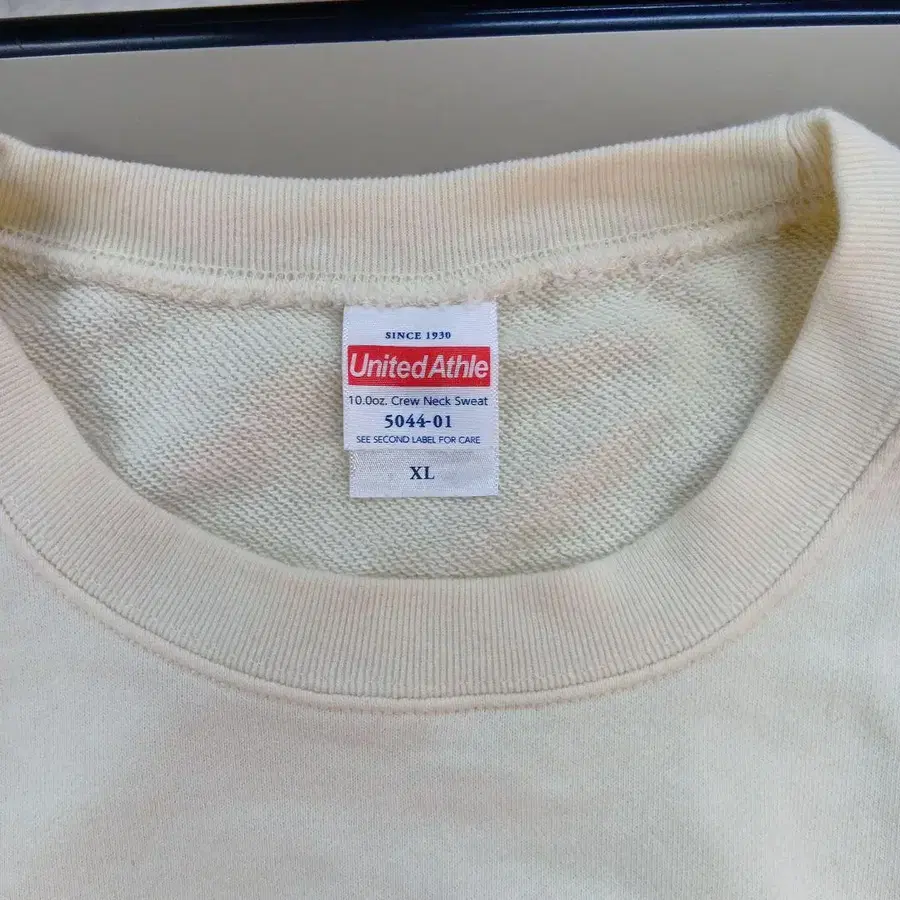 SINCE 1930
United Athle
10.0oz. Crew Neck Sweat
5044-01
SEE SECOND LABEL FOR CARE
XL